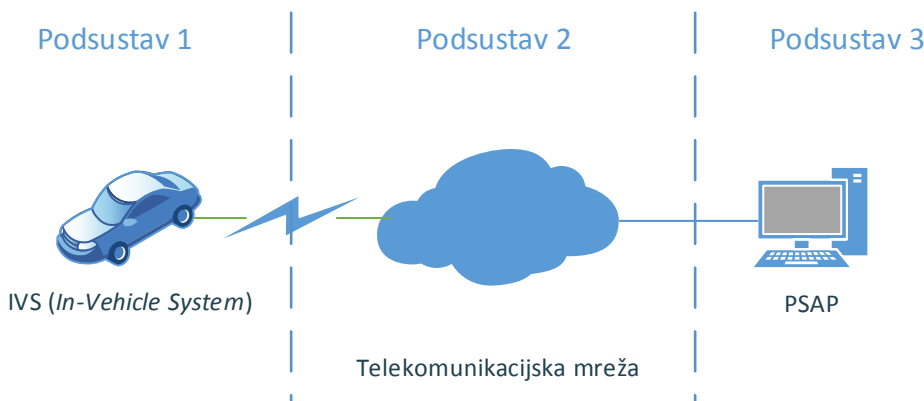 Podsustav 1
Podsustav 2
Podsustav 3
IVS (In-Vehicle System)
PSAP
Telekomunikacijska mreža